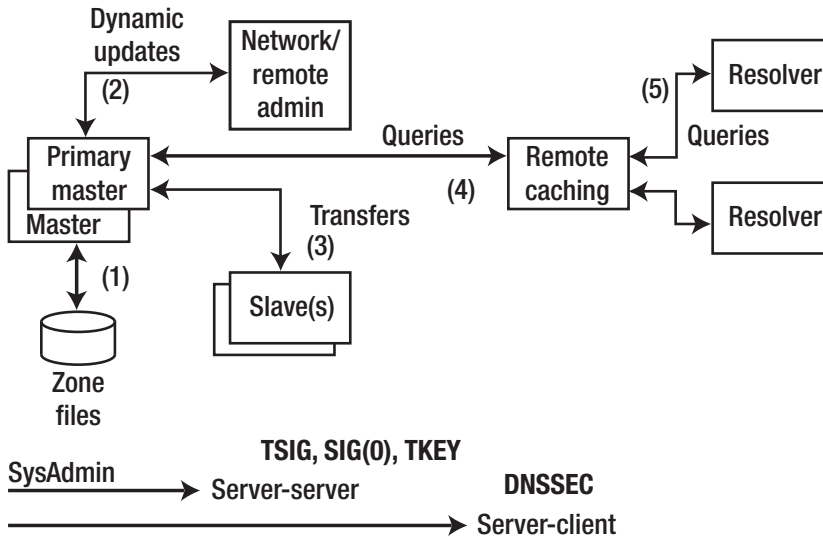 Dynamic
updates
(2)
Network/
remote
admin
(5)
Resolver
Queries
Primary
master
Master
Queries
(4)
Remote
caching
Resolver
Transfers
(3)
(1)
Slave(s)
Zone
files
TSIG, SIG(0), TKEY
SysAdmin
Server-server
DNSSEC
Server-client